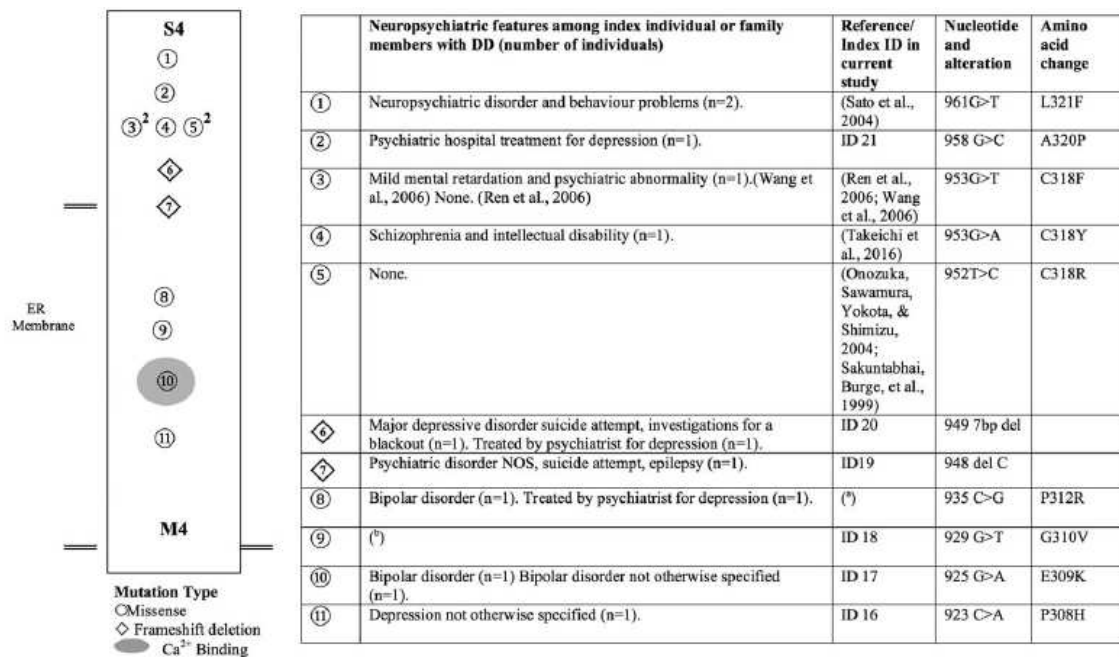 S4
①
②
③² ④ ⑤²
⑥
⑦
⑧
⑨
⑩
⑪
M4
ER
Membrane
Mutation Type
Missense
Frameshift deletion
Ca²⁺ Binding
Neuropsychiatric features among index individual or family
members with DD (number of individuals)
Reference/
Index ID in
current
study
Nucleotide
and
alteration
Amino
acid
change
①
Neuropsychiatric disorder and behaviour problems (n=2).
(Sato et al.,
2004)
961G>T
L321F
②
Psychiatric hospital treatment for depression (n=1).
ID 21
958 G>C
A320P
③
Mild mental retardation and psychiatric abnormality (n=1).(Wang et
al., 2006) None. (Ren et al., 2006)
(Ren et al.,
2006; Wang
et al., 2006)
953G>T
C318F
④
Schizophrenia and intellectual disability (n=1).
(Takeichi et
al., 2016)
953G>A
C318Y
⑤
None.
(Onozuka,
Sawamura,
Yokota, &
Shimizu,
2004;
Sakuntabhai,
Burge, et al.,
1999)
952T>C
C318R
⑥
Major depressive disorder suicide attempt, investigations for a
blackout (n=1). Treated by psychiatrist for depression (n=1).
ID 20
949 7bp del
⑦
Psychiatric disorder NOS, suicide attempt, epilepsy (n=1).
ID19
948 del C
⑧
Bipolar disorder (n=1). Treated by psychiatrist for depression (n=1).
(ᵃ)
935 C>G
P312R
⑨
(ᵇ)
ID 18
929 G>T
G310V
⑩
Bipolar disorder (n=1) Bipolar disorder not otherwise specified
(n=1).
ID 17
925 G>A
E309K
⑪
Depression not otherwise specified (n=1).
ID 16
923 C>A
P308H